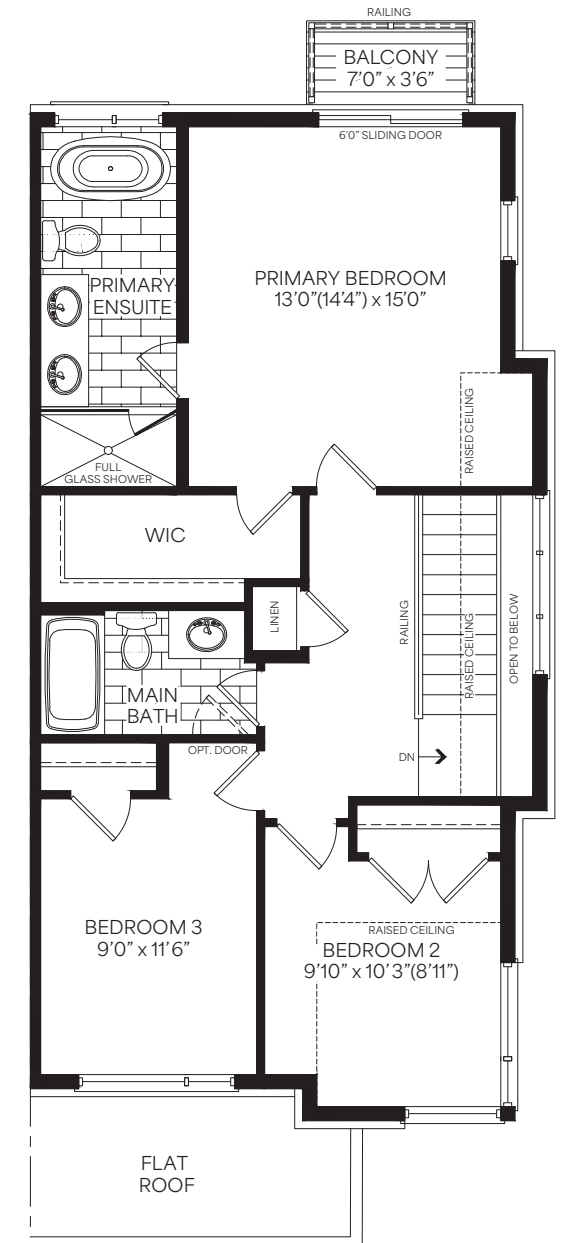 RAILING
BALCONY
7'0" x 3'6"
6'0" SLIDING DOOR
PRIMARY BEDROOM
13'0"(14'4") x 15'0"
PRIMARY
ENSUITE
RAISED CEILING
FULL
GLASS SHOWER
WIC
LINEN
RAILING
RAISED CEILING
OPEN TO BELOW
MAIN
BATH
OPT. DOOR
DN
BEDROOM 3
9'0" x 11'6"
RAISED CEILING
BEDROOM 2
9'10" x 10'3"(8'11")
FLAT
ROOF